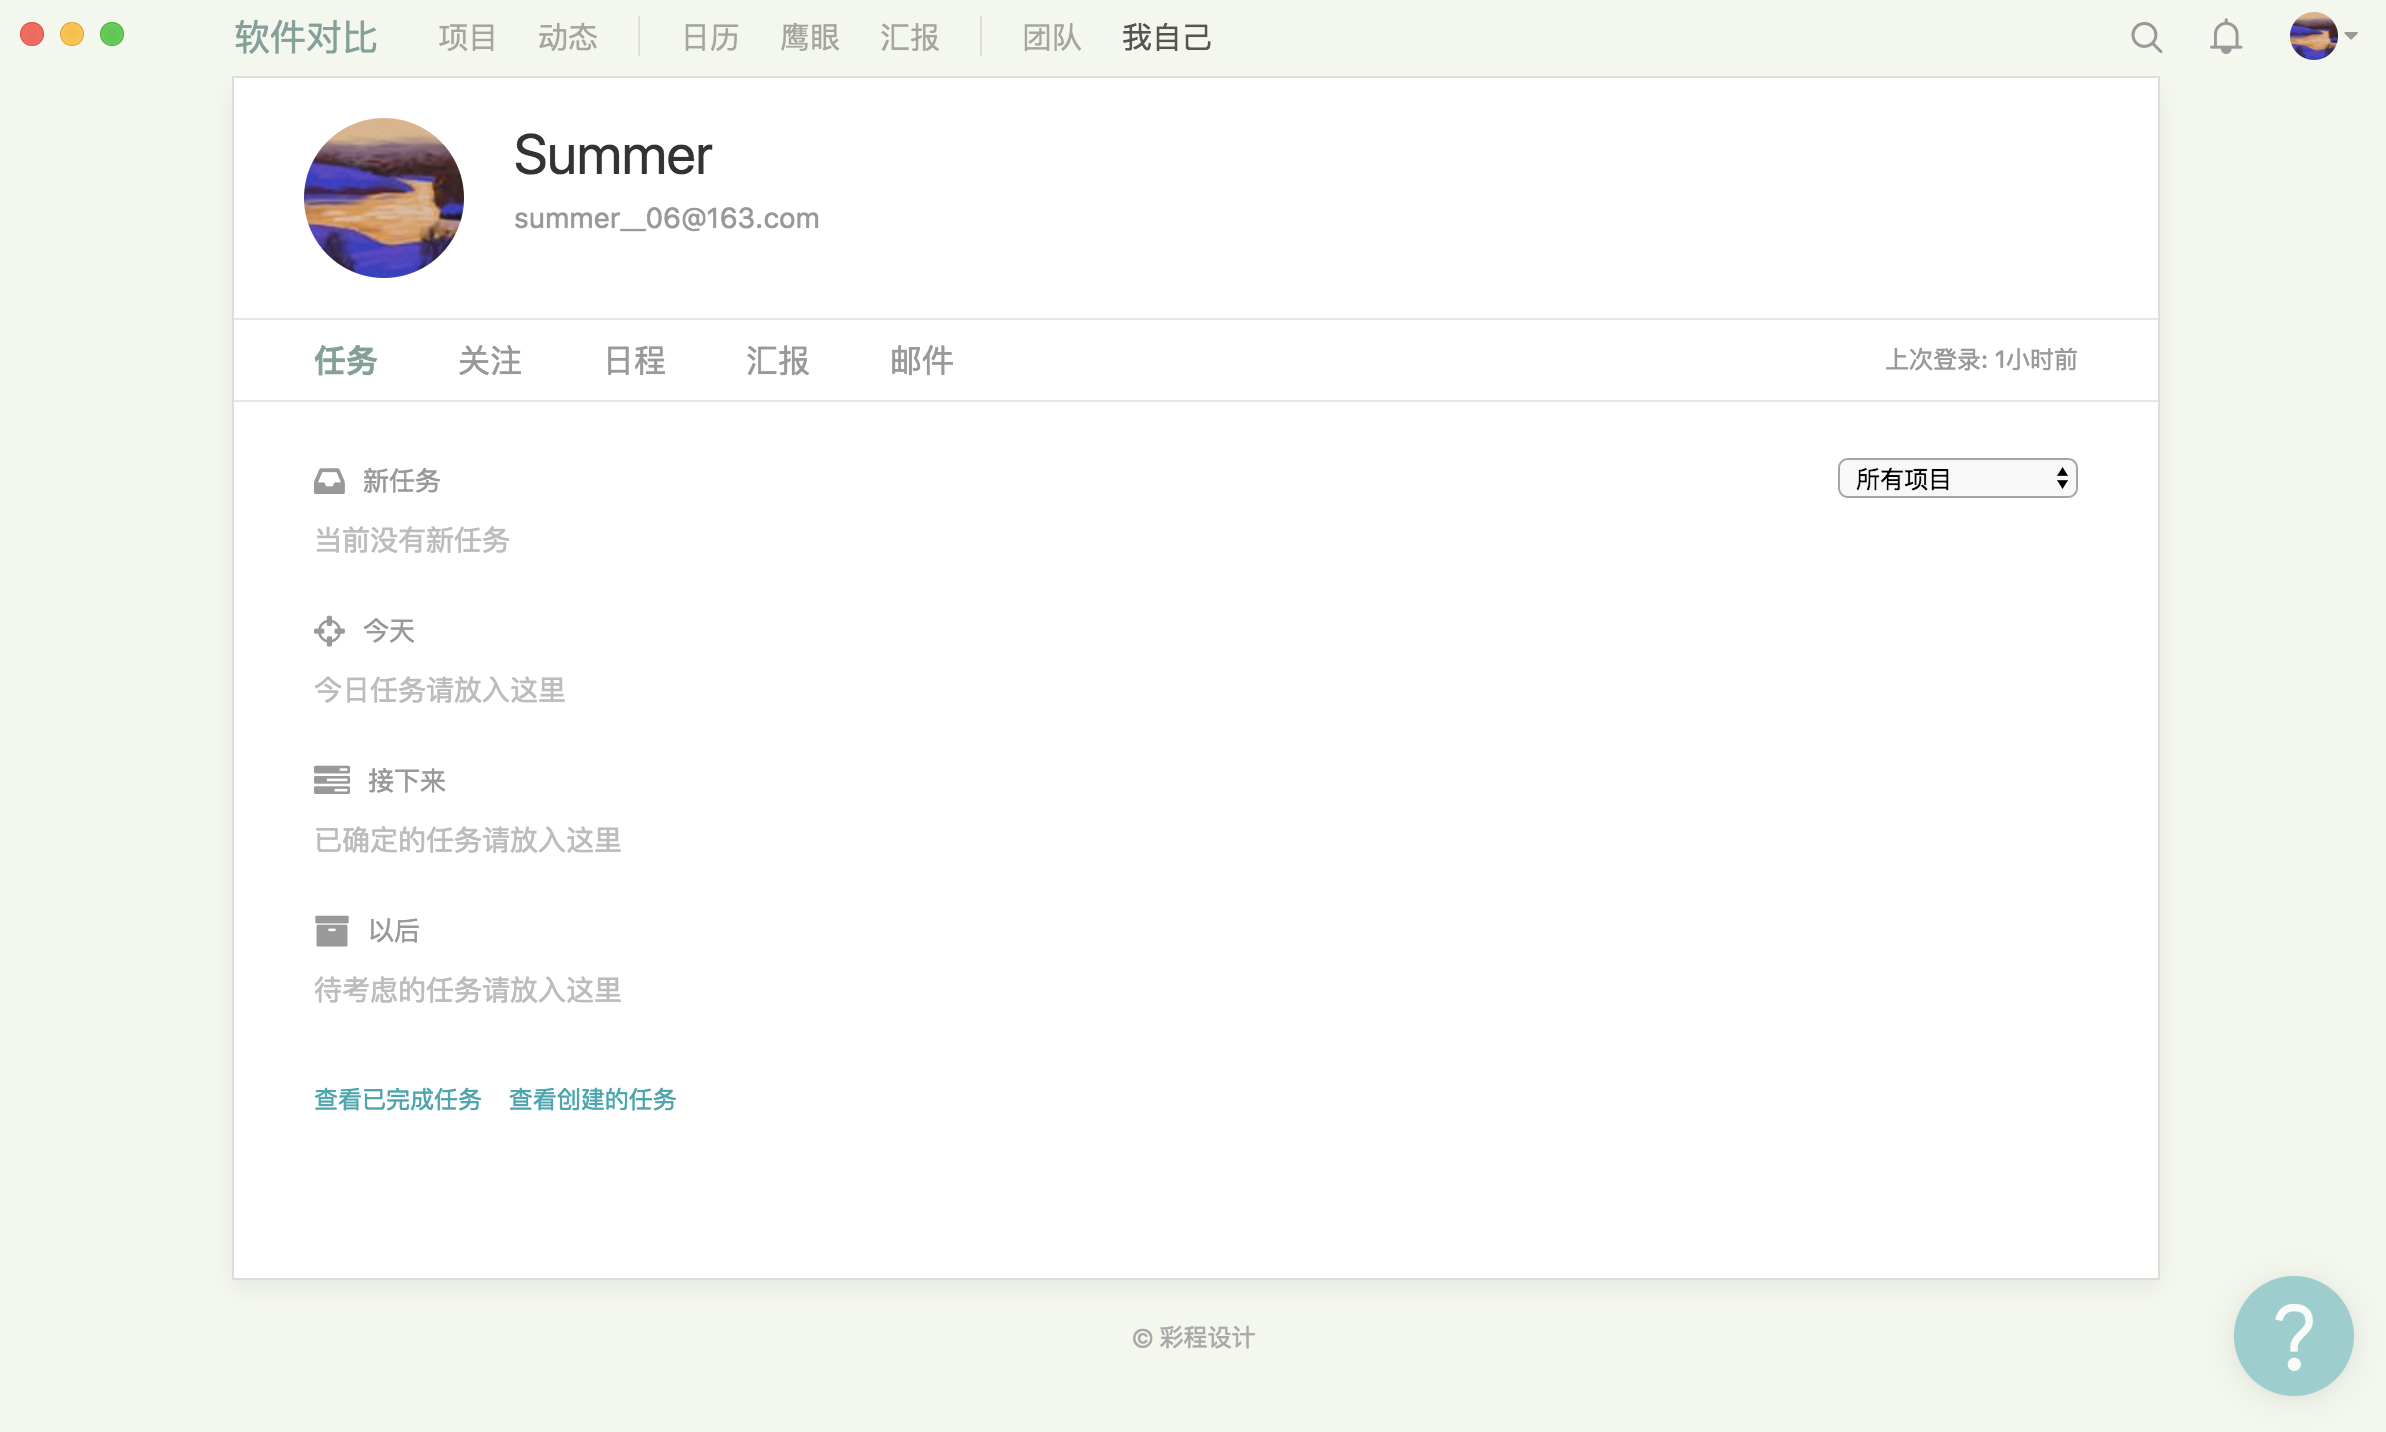 软件对比 项目 动态 日历 鹰眼 汇报 团队 我自己
Summer
summer__06@163.com
任务 关注 日程 汇报 邮件 上次登录: 1小时前
新任务 所有项目
当前没有新任务
今天
今日任务请放入这里
接下来
已确定的任务请放入这里
以后
待考虑的任务请放入这里
查看已完成任务 查看创建的任务
© 彩程设计
?